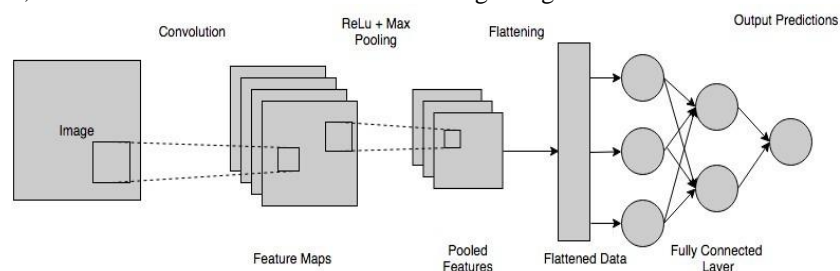 Convolution
ReLu + Max
Pooling
Flattening
Output Predictions
Image
Feature Maps
Pooled
Features
Flattened Data
Fully Connected
Layer